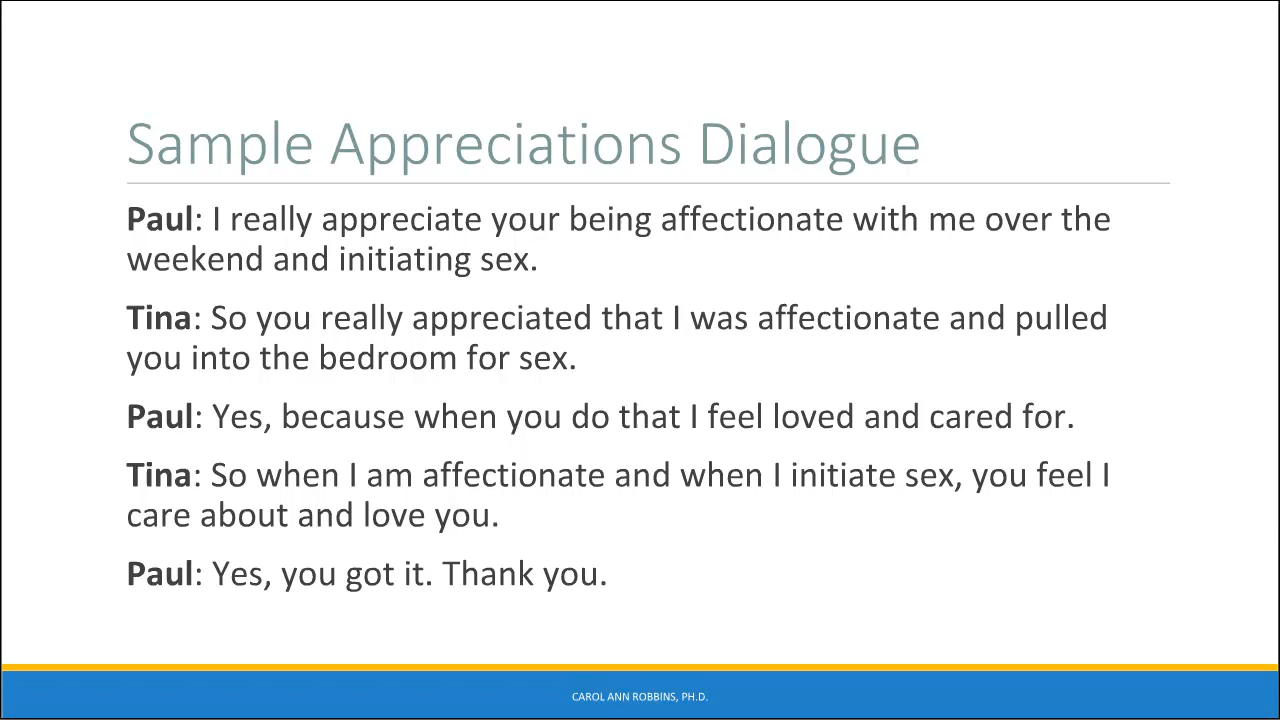 Sample Appreciations Dialogue
Paul: I really appreciate your being affectionate with me over the
weekend and initiating sex.
Tina: So you really appreciated that I was affectionate and pulled
you into the bedroom for sex.
Paul: Yes, because when you do that I feel loved and cared for.
Tina: So when I am affectionate and when I initiate sex, you feel I
care about and love you.
Paul: Yes, you got it. Thank you.
CAROL ANN ROBBINS, PH.D.